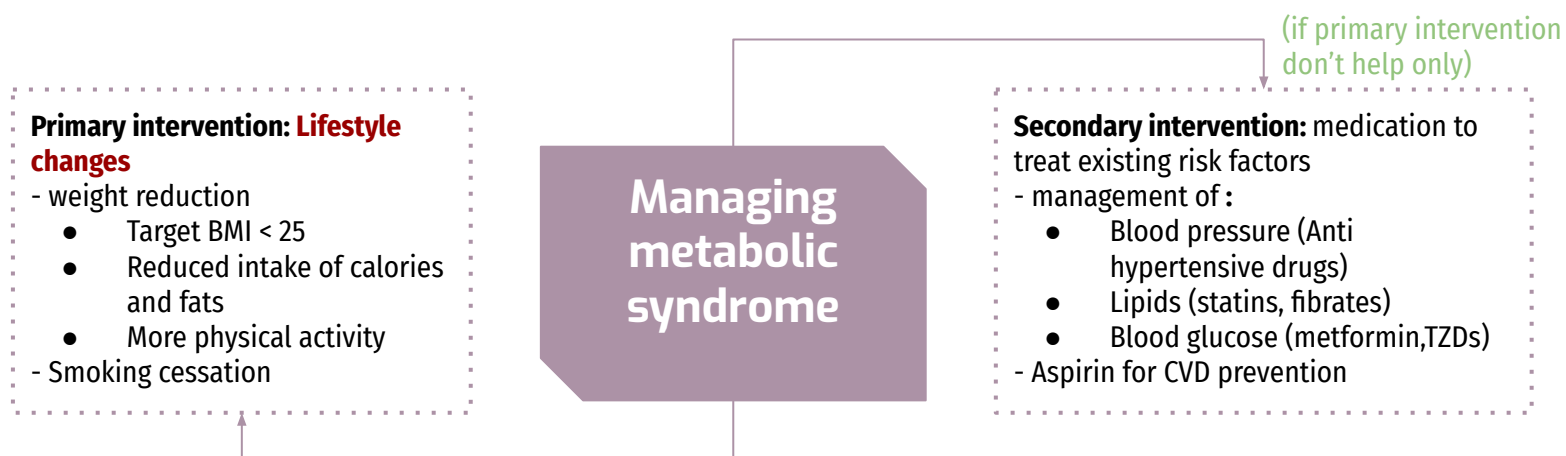 (if primary intervention
don't help only)
Primary intervention: Lifestyle
changes
- weight reduction
● Target BMI < 25
● Reduced intake of calories
and fats
● More physical activity
- Smoking cessation
Managing
metabolic
syndrome
Secondary intervention: medication to
treat existing risk factors
- management of :
● Blood pressure (Anti
hypertensive drugs)
● Lipids (statins, fibrates)
● Blood glucose (metformin,TZDs)
- Aspirin for CVD prevention